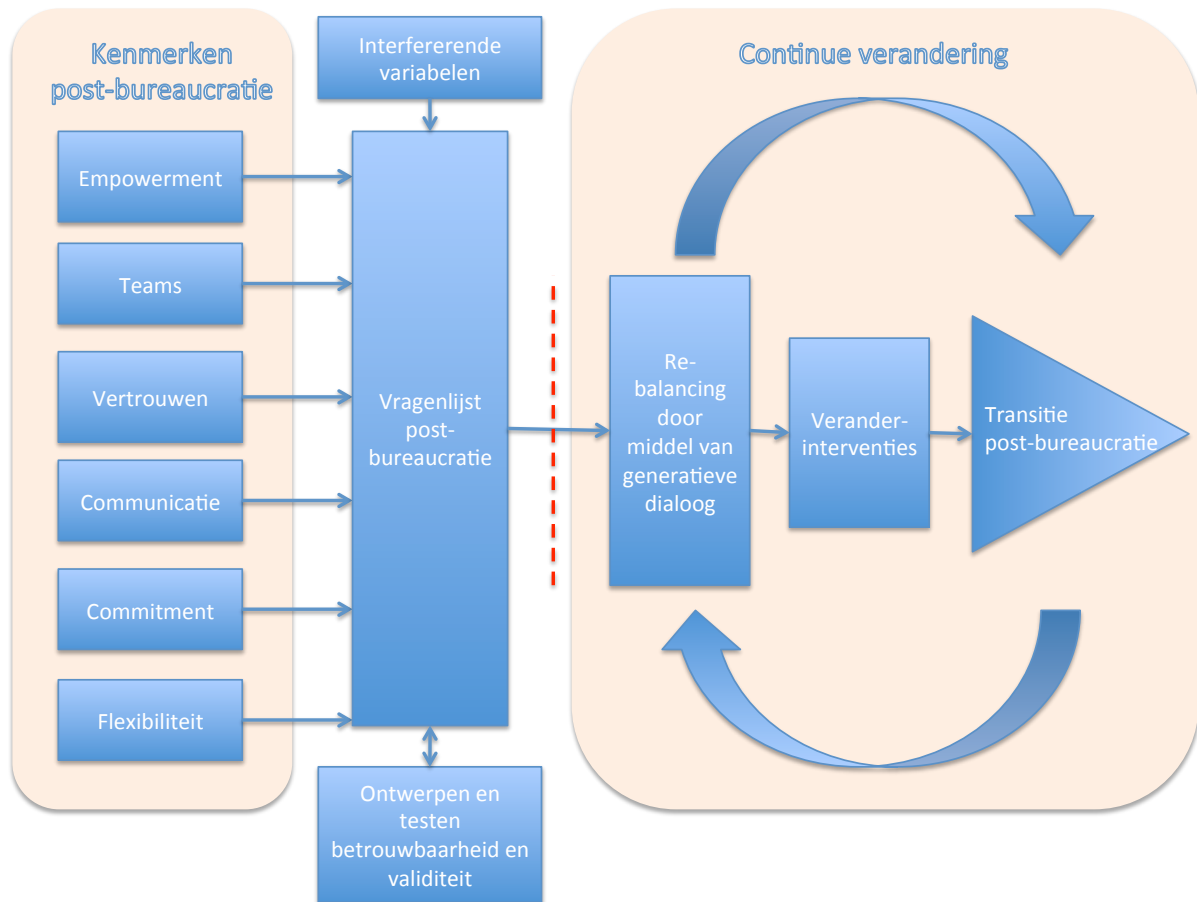 Kenmerken
post-bureaucratie
Empowerment
Teams
Vertrouwen
Communicatie
Commitment
Flexibiliteit
Interfererende
variabelen
Vragenlijst
post-
bureaucratie
Ontwerpen en
testen
betrouwbaarheid en
validiteit
Continue verandering
Re-
balancing
door
middel van
generatieve
dialoog
Verander-
interventies
Transitie
post-bureaucratie